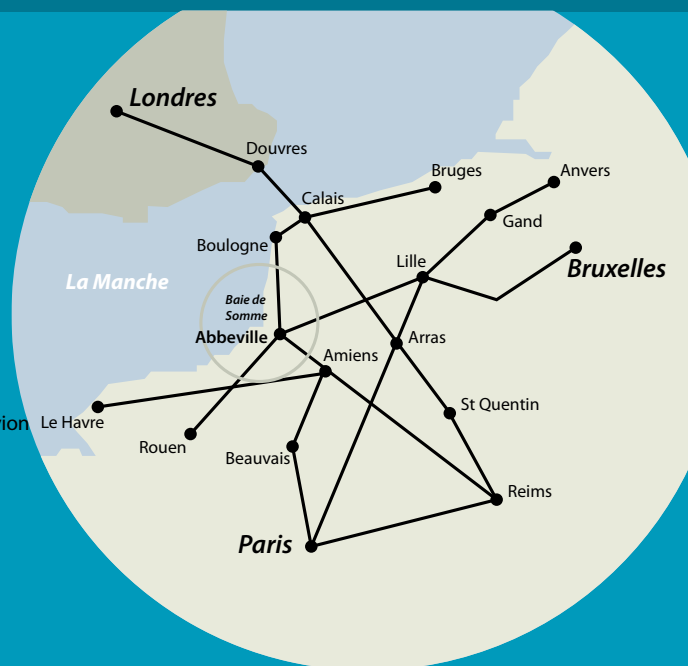 Londres
Douvres
Bruges
Anvers
Calais
Gand
Boulogne
Lille
Bruxelles
La Manche
Baie de
Somme
Abbeville
Arras
Amiens
St Quentin
Le Havre
Rouen
Beauvais
Reims
Paris